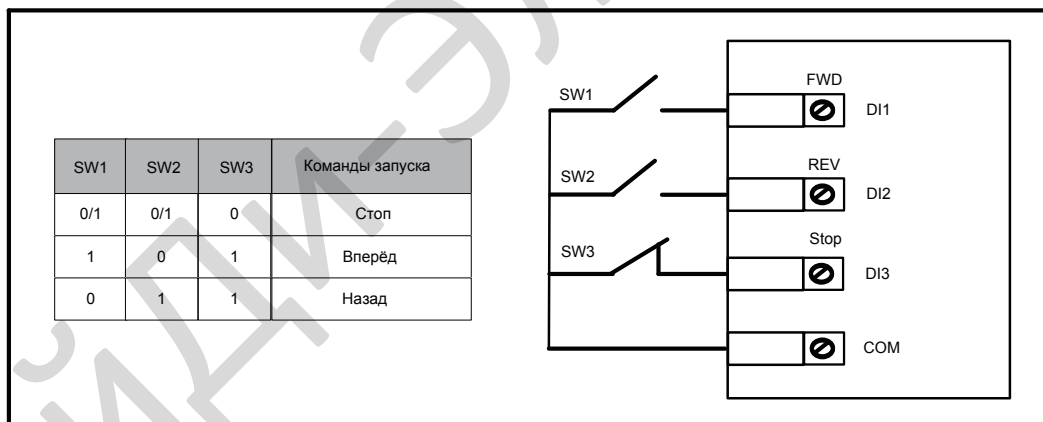 SW1 SW2 SW3 Команды запуска
0/1 0/1 0 Стоп
1 0 1 Вперёд
0 1 1 Назад
SW1
FWD
DI1
SW2
REV
DI2
SW3
Stop
DI3
COM